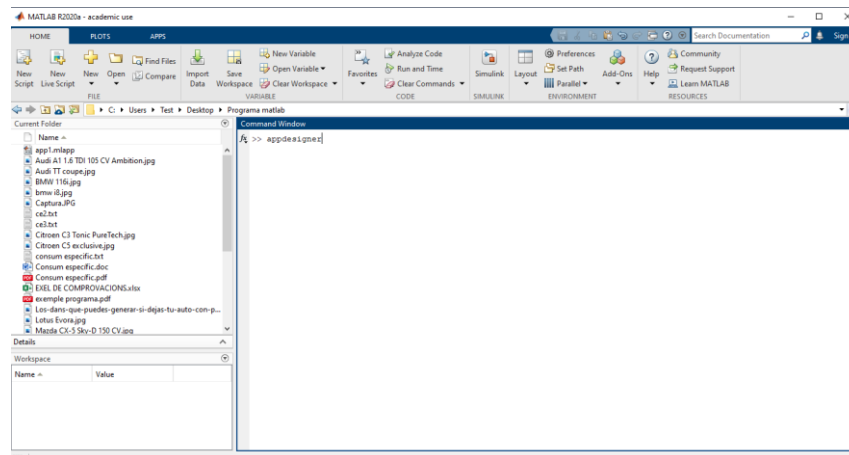 MATLAB R2020a - academic use
HOME PLOTS APPS
Search Documentation
Sign
New Script
New Live Script
New
Open
Find Files
Compare
Import Data
Save Workspace
New Variable
Open Variable
Clear Workspace
Favorites
Analyze Code
Run and Time
Clear Commands
Simulink
Layout
Preferences
Set Path
Parallel
Add-Ons
Help
Community
Request Support
Learn MATLAB
FILE VARIABLE CODE SIMULINK ENVIRONMENT RESOURCES
C: Users Test Desktop Programa matlab
Current Folder
Name
app1.mlapp
Audi A1 1.6 TDI 105 CV Ambition.jpg
Audi TT coupe.jpg
BMW 116i.jpg
bmw i8.jpg
Captura.JPG
ce2.txt
ce3.txt
Citroen C3 Tonic PureTech.jpg
Citroen C5 exclusive.jpg
consum especific.txt
Consum especific.doc
Consum especific.pdf
EXEL DE COMPROVACIONS.xlsx
exemple programa.pdf
Los-dans-que-puedes-generar-si-dejas-tu-auto-con-p...
Lotus Evora.jpg
Mazda CX-5 Sky-D 150 CV.jpg
Details
Workspace
Name Value
Command Window
fx >> appdesigner